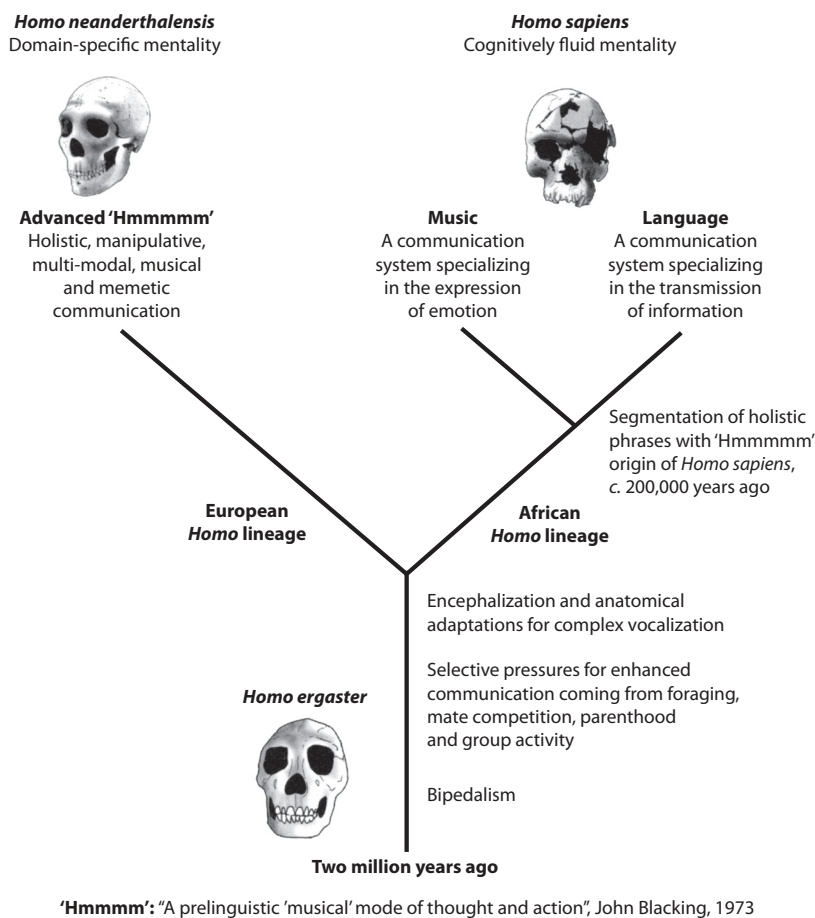 Homo neanderthalensis
Domain-specific mentality
Homo sapiens
Cognitively fluid mentality
Advanced ‘Hmmmmm’
Holistic, manipulative,
multi-modal, musical
and memetic
communication
Music
A communication
system specializing
in the expression
of emotion
Language
A communication
system specializing
in the transmission
of information
Segmentation of holistic
phrases with ‘Hmmmmm’
origin of Homo sapiens,
c. 200,000 years ago
European
Homo lineage
African
Homo lineage
Encephalization and anatomical
adaptations for complex vocalization
Selective pressures for enhanced
communication coming from foraging,
mate competition, parenthood
and group activity
Homo ergaster
Bipedalism
Two million years ago
‘Hmmmm’: “A prelinguistic ‘musical’ mode of thought and action”, John Blacking, 1973